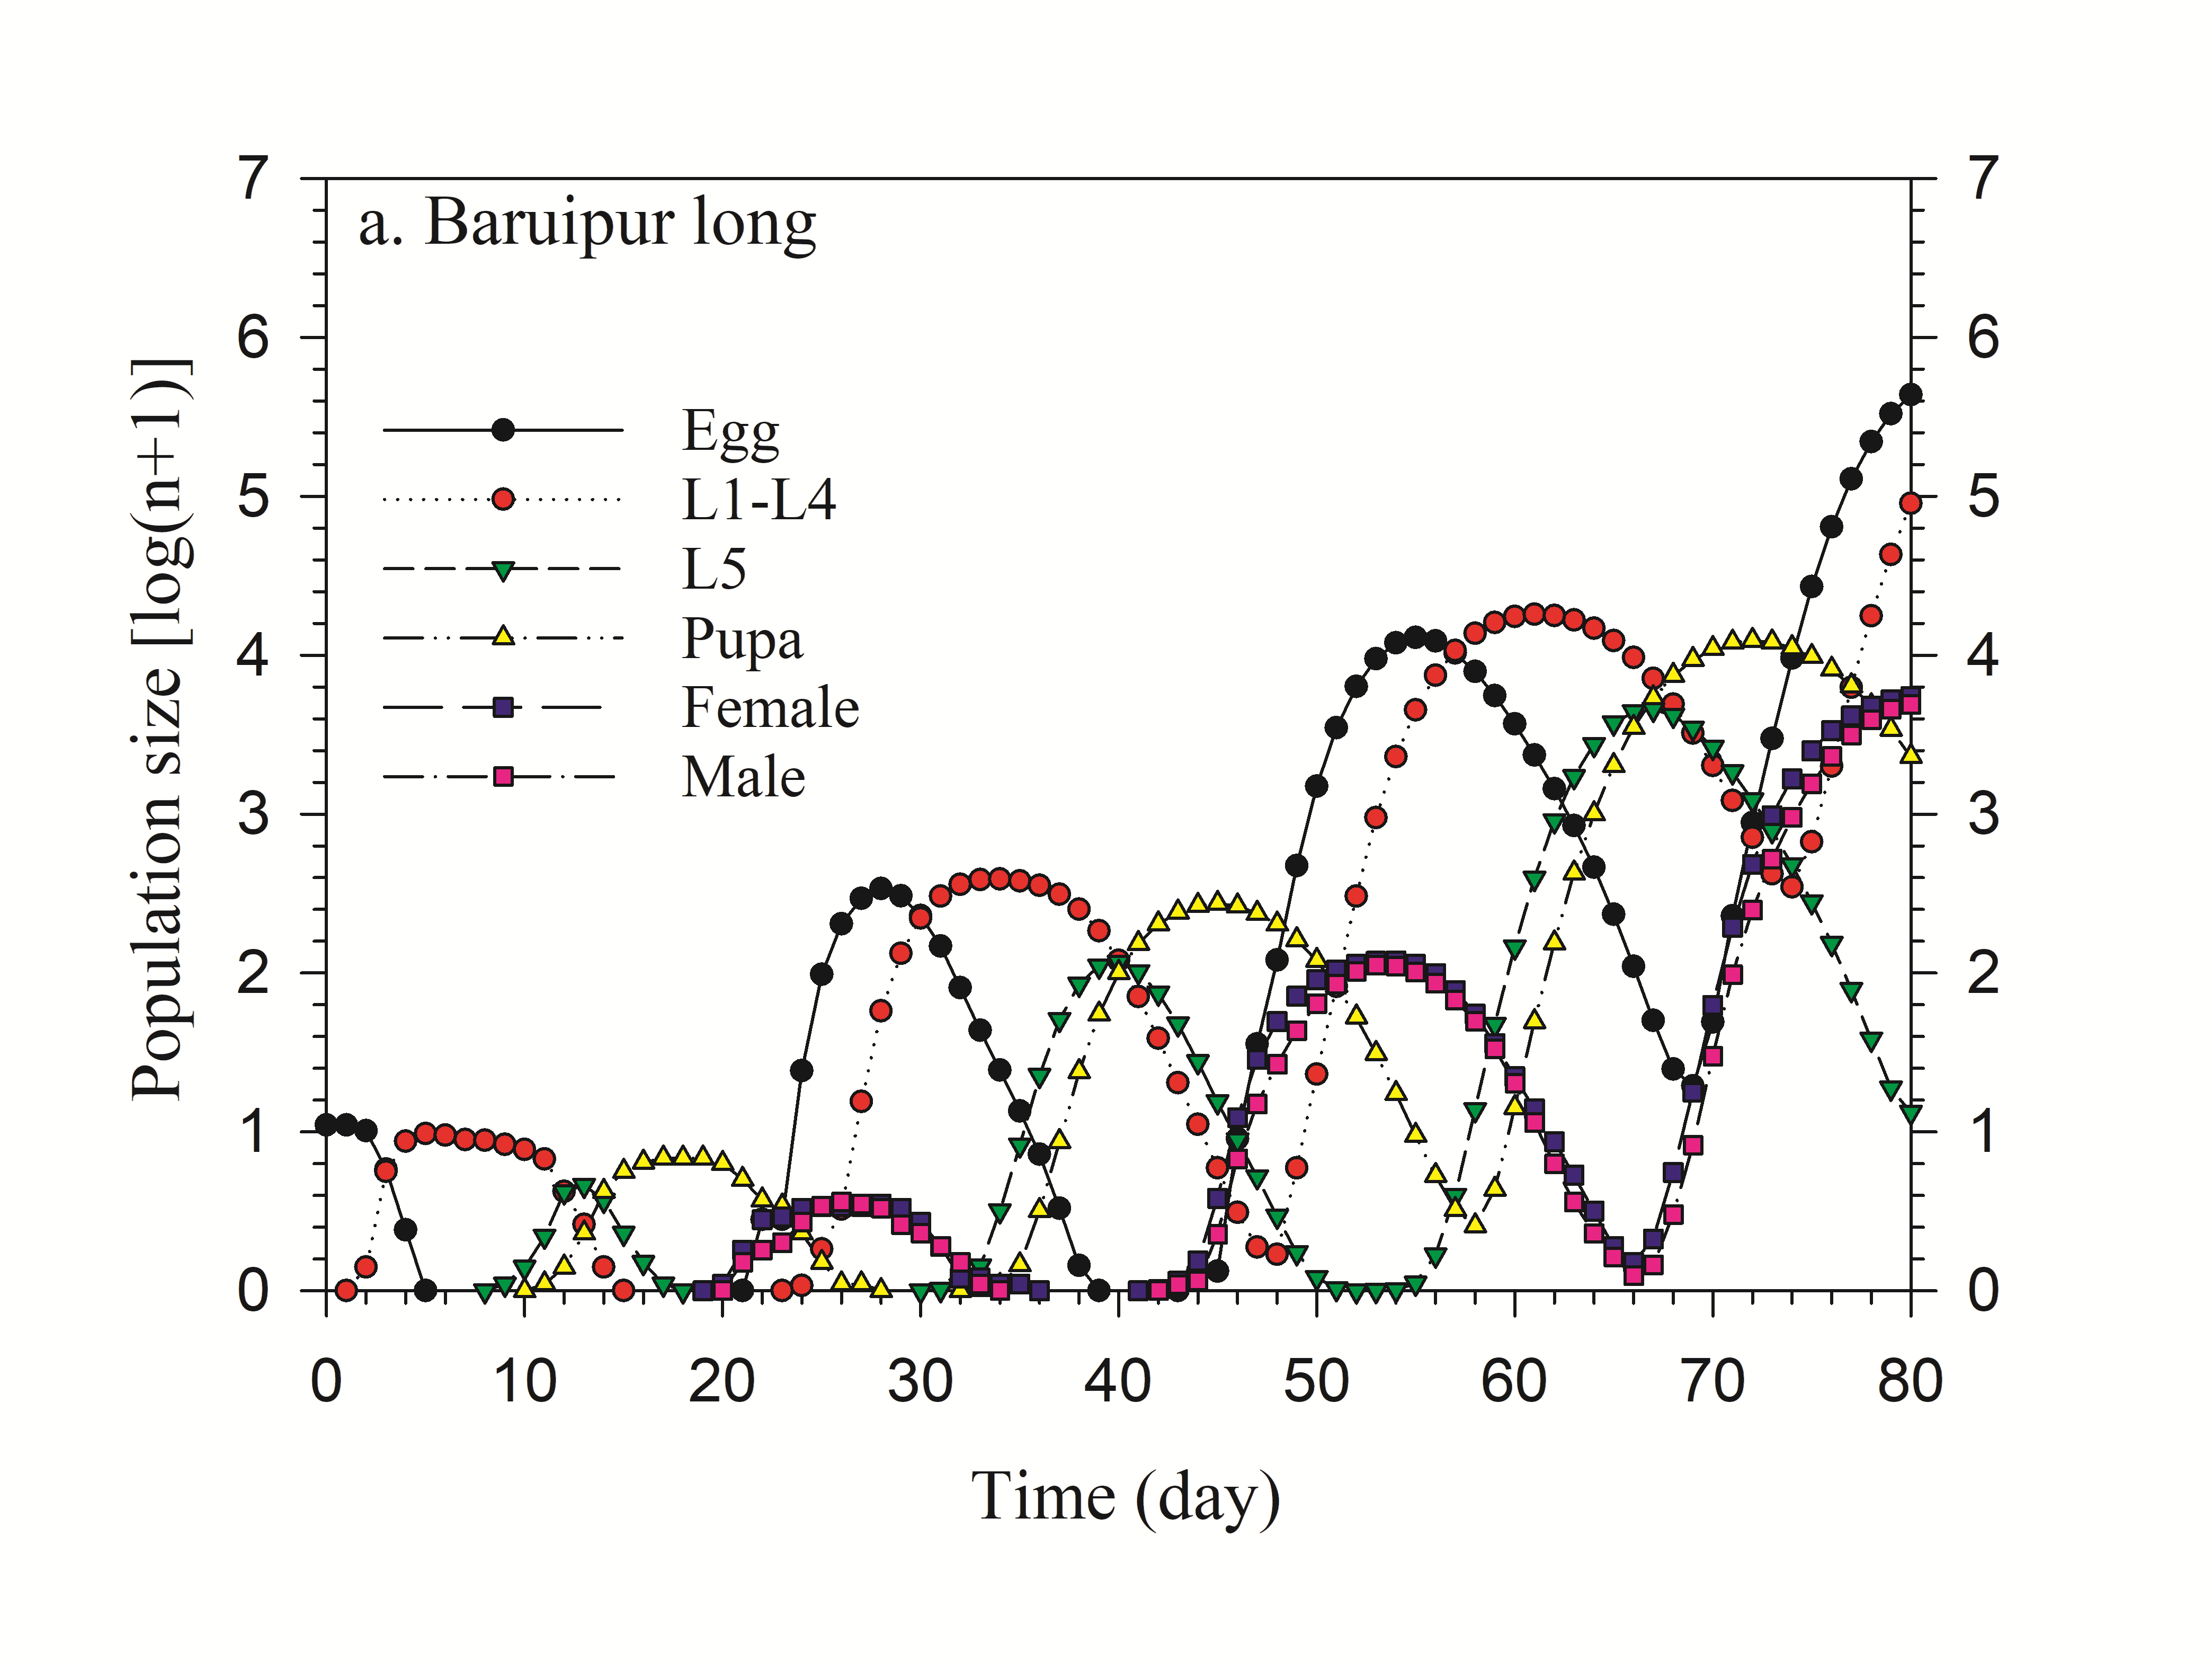 a. Baruipur long
Population size [log(n+1)]
7
6
5
4
3
2
1
0
Egg
L1-L4
L5
Pupa
Female
Male
7
6
5
4
3
2
1
0
0 10 20 30 40 50 60 70 80
Time (day)